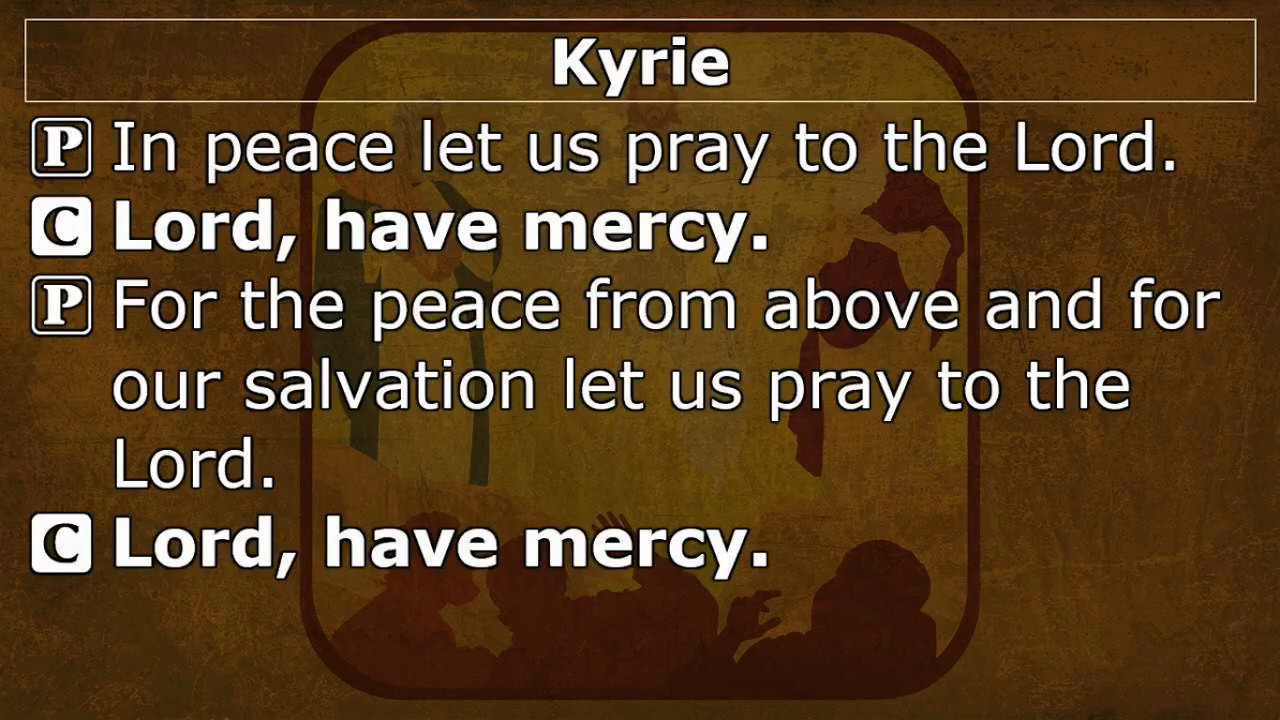 Kyrie
P In peace let us pray to the Lord.
C Lord, have mercy.
P For the peace from above and for
our salvation let us pray to the
Lord.
C Lord, have mercy.